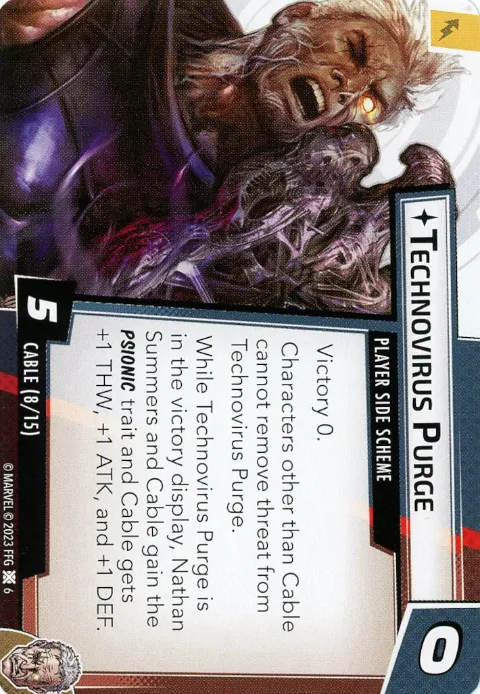 TECHNOVIRUS PURGE
0
PLAYER SIDE SCHEME
Victory 0.
Characters other than Cable
cannot remove threat from
Technovirus Purge.
While Technovirus Purge is
in the victory display, Nathan
Summers and Cable gain the
PSIONIC trait and Cable gets
+1 THW, +1 ATK, and +1 DEF.
5
CABLE (8/15)
© MARVEL © 2023 FFG 6